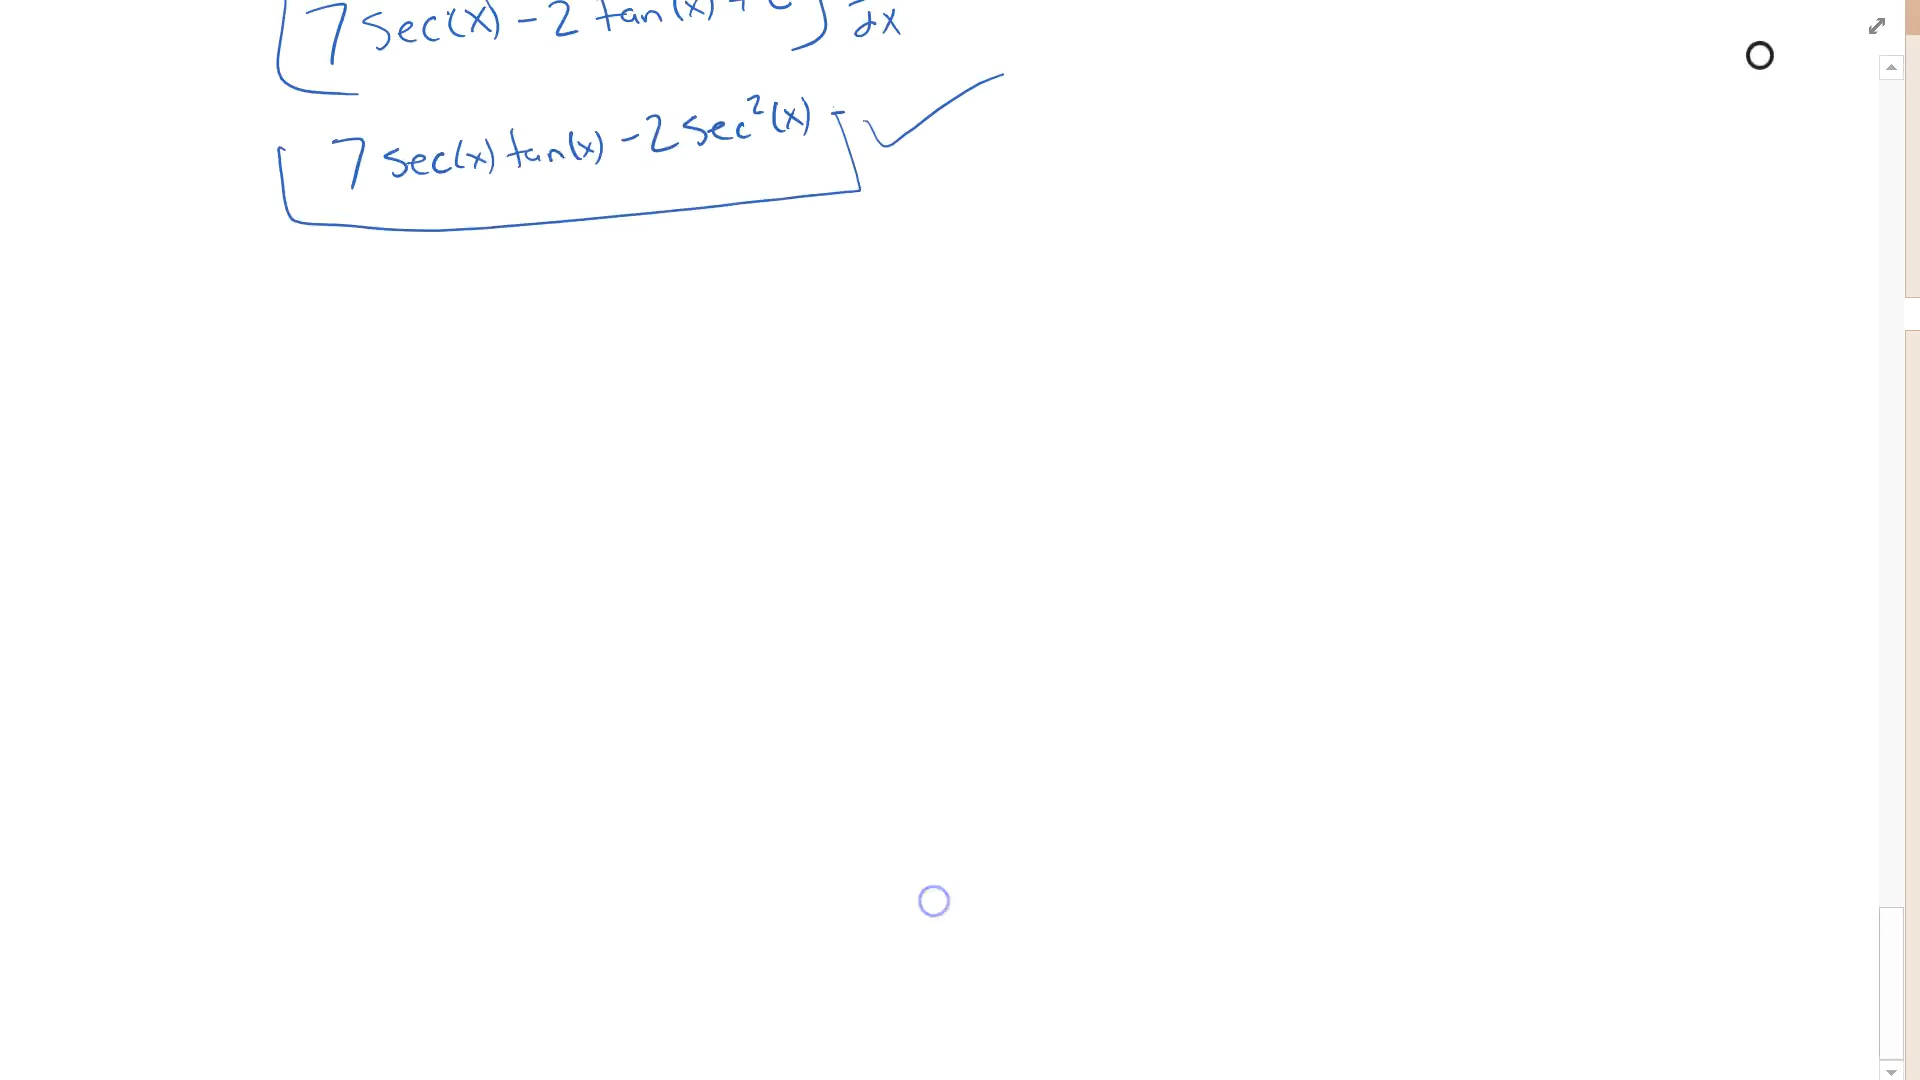 7 sec(x) - 2 tan(x) + c ] dx
7 sec(x) tan(x) - 2 sec²(x)